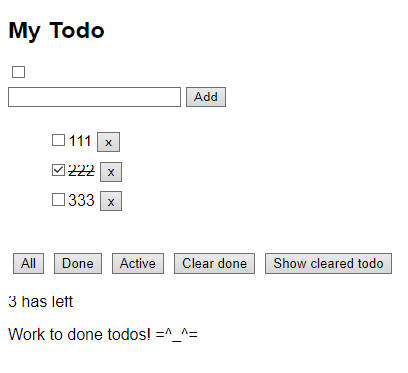 My Todo
Add
111 x
222 x
333 x
All Done Active Clear done Show cleared todo
3 has left
Work to done todos! =^_^=